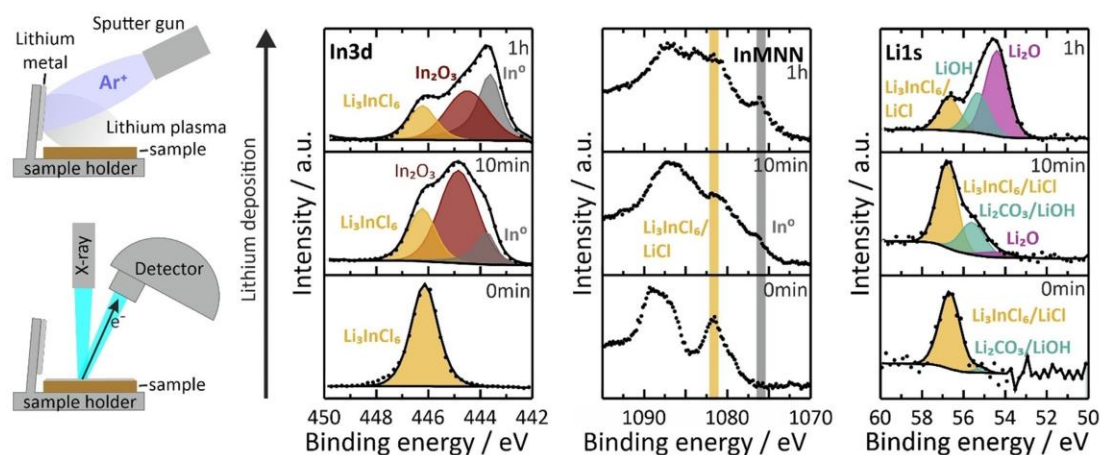 Sputter gun
Lithium
metal
Ar⁺
Lithium plasma
sample
sample holder
X-ray
Detector
e⁻
sample
sample holder
Lithium deposition
In3d
1h
In₂O₃
In⁰
Li₃InCl₆
10min
In₂O₃
Li₃InCl₆
In⁰
0min
Li₃InCl₆
Intensity / a.u.
450 448 446 444 442
Binding energy / eV
InMNN
1h
10min
Li₃InCl₆/
LiCl
In⁰
0min
Intensity / a.u.
1090 1080 1070
Binding energy / eV
Li1s
Li₂O
1h
LiOH
Li₃InCl₆/
LiCl
10min
Li₃InCl₆/LiCl
Li₂CO₃/LiOH
Li₂O
0min
Li₃InCl₆/LiCl
Li₂CO₃/LiOH
Intensity / a.u.
60 58 56 54 52 50
Binding energy / eV